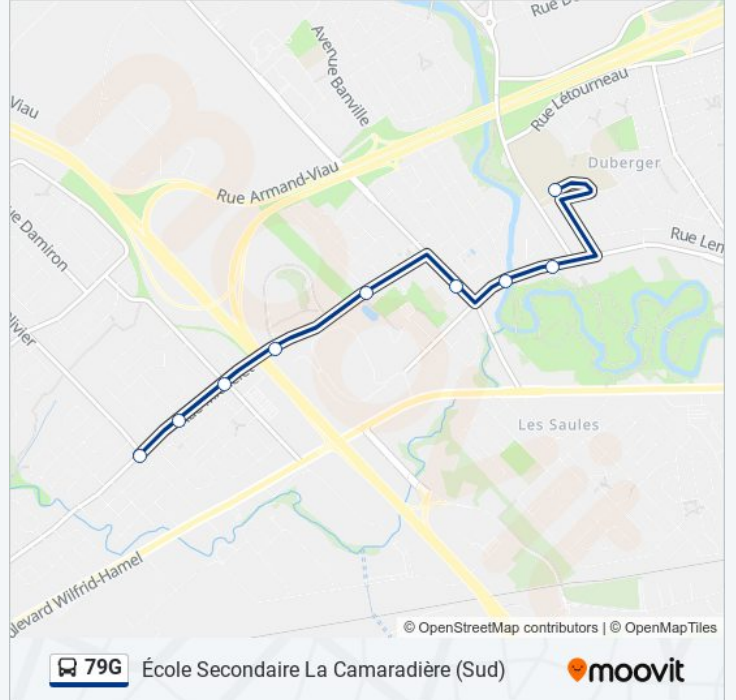 Rue Létourneau
Avenue Banville
Viau
Duberger
Rue Armand-Viau
ue Damiron
Rue Len
livier
Les Saules
levard Wilfrid-Hamel
© OpenStreetMap contributors | © OpenMapTiles
79G École Secondaire La Camaradière (Sud) moovit